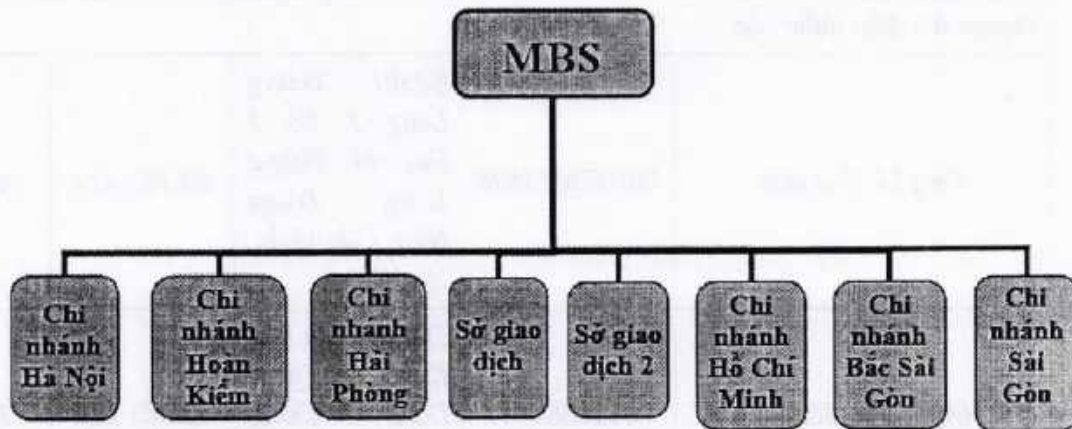 MBS
Chi
nhánh
Hà Nội
Chi
nhánh
Hoàn
Kiếm
Chi
nhánh
Hải
Phòng
Sở giao
dịch
Sở giao
dịch 2
Chi
nhánh
Hồ Chí
Minh
Chi
nhánh
Bắc Sài
Gòn
Chi
nhánh
Sài
Gòn